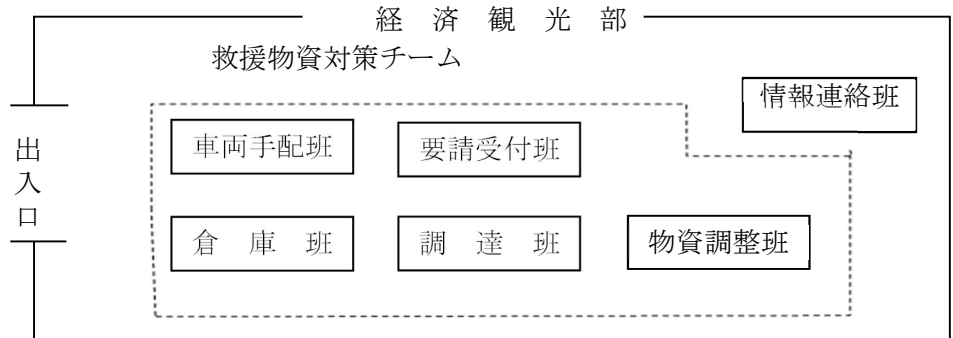 経済観光部
救援物資対策チーム
情報連絡班
車両手配班
要請受付班
出入口
倉庫班
調達班
物資調整班